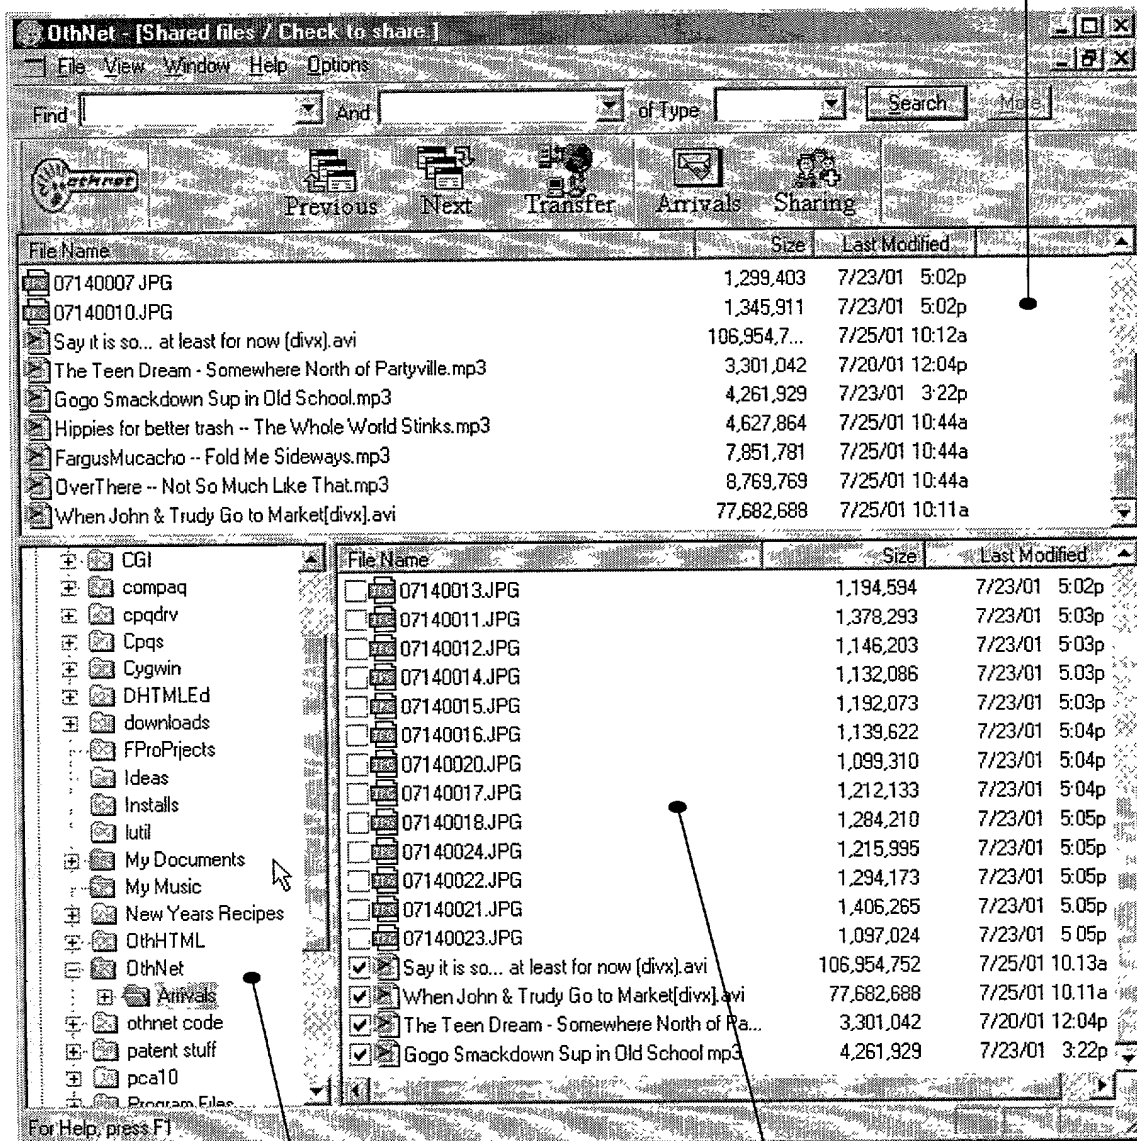 OthNet - [Shared files / Check to share ]
File View Window Help Options
Find And of Type Search More
othnet
Previous Next Transfer Arrivals Sharing
File Name Size Last Modified
07140007.JPG 1,299,403 7/23/01 5:02p
07140010.JPG 1,345,911 7/23/01 5:02p
Say it is so... at least for now (divx).avi 106,954,7... 7/25/01 10:12a
The Teen Dream - Somewhere North of Partyville.mp3 3,301,042 7/20/01 12:04p
Gogo Smackdown Sup in Old School.mp3 4,261,929 7/23/01 3:22p
Hippies for better trash -- The Whole World Stinks.mp3 4,627,864 7/25/01 10:44a
FargusMucacho -- Fold Me Sideways.mp3 7,851,781 7/25/01 10:44a
OverThere -- Not So Much Like That.mp3 8,769,769 7/25/01 10:44a
When John & Trudy Go to Market[divx].avi 77,682,688 7/25/01 10:11a
CGI
compaq
cpqdrv
Cpqs
Cygwin
DHTMLEd
downloads
FProPrjects
Ideas
Installs
lutil
My Documents
My Music
New Years Recipes
OthHTML
OthNet
Arrivals
othnet code
patent stuff
pca10
Program Files
File Name Size Last Modified
07140013.JPG 1,194,594 7/23/01 5:02p
07140011.JPG 1,378,293 7/23/01 5:03p
07140012.JPG 1,146,203 7/23/01 5:03p
07140014.JPG 1,132,086 7/23/01 5:03p
07140015.JPG 1,192,073 7/23/01 5:03p
07140016.JPG 1,139,622 7/23/01 5:04p
07140020.JPG 1,099,310 7/23/01 5:04p
07140017.JPG 1,212,133 7/23/01 5:04p
07140018.JPG 1,284,210 7/23/01 5:05p
07140024.JPG 1,215,995 7/23/01 5:05p
07140022.JPG 1,294,173 7/23/01 5:05p
07140021.JPG 1,406,265 7/23/01 5:05p
07140023.JPG 1,097,024 7/23/01 5:05p
Say it is so... at least for now (divx).avi 106,954,752 7/25/01 10:13a
When John & Trudy Go to Market[divx].avi 77,682,688 7/25/01 10:11a
The Teen Dream - Somewhere North of Pa... 3,301,042 7/20/01 12:04p
Gogo Smackdown Sup in Old School.mp3 4,261,929 7/23/01 3:22p
For Help, press F1